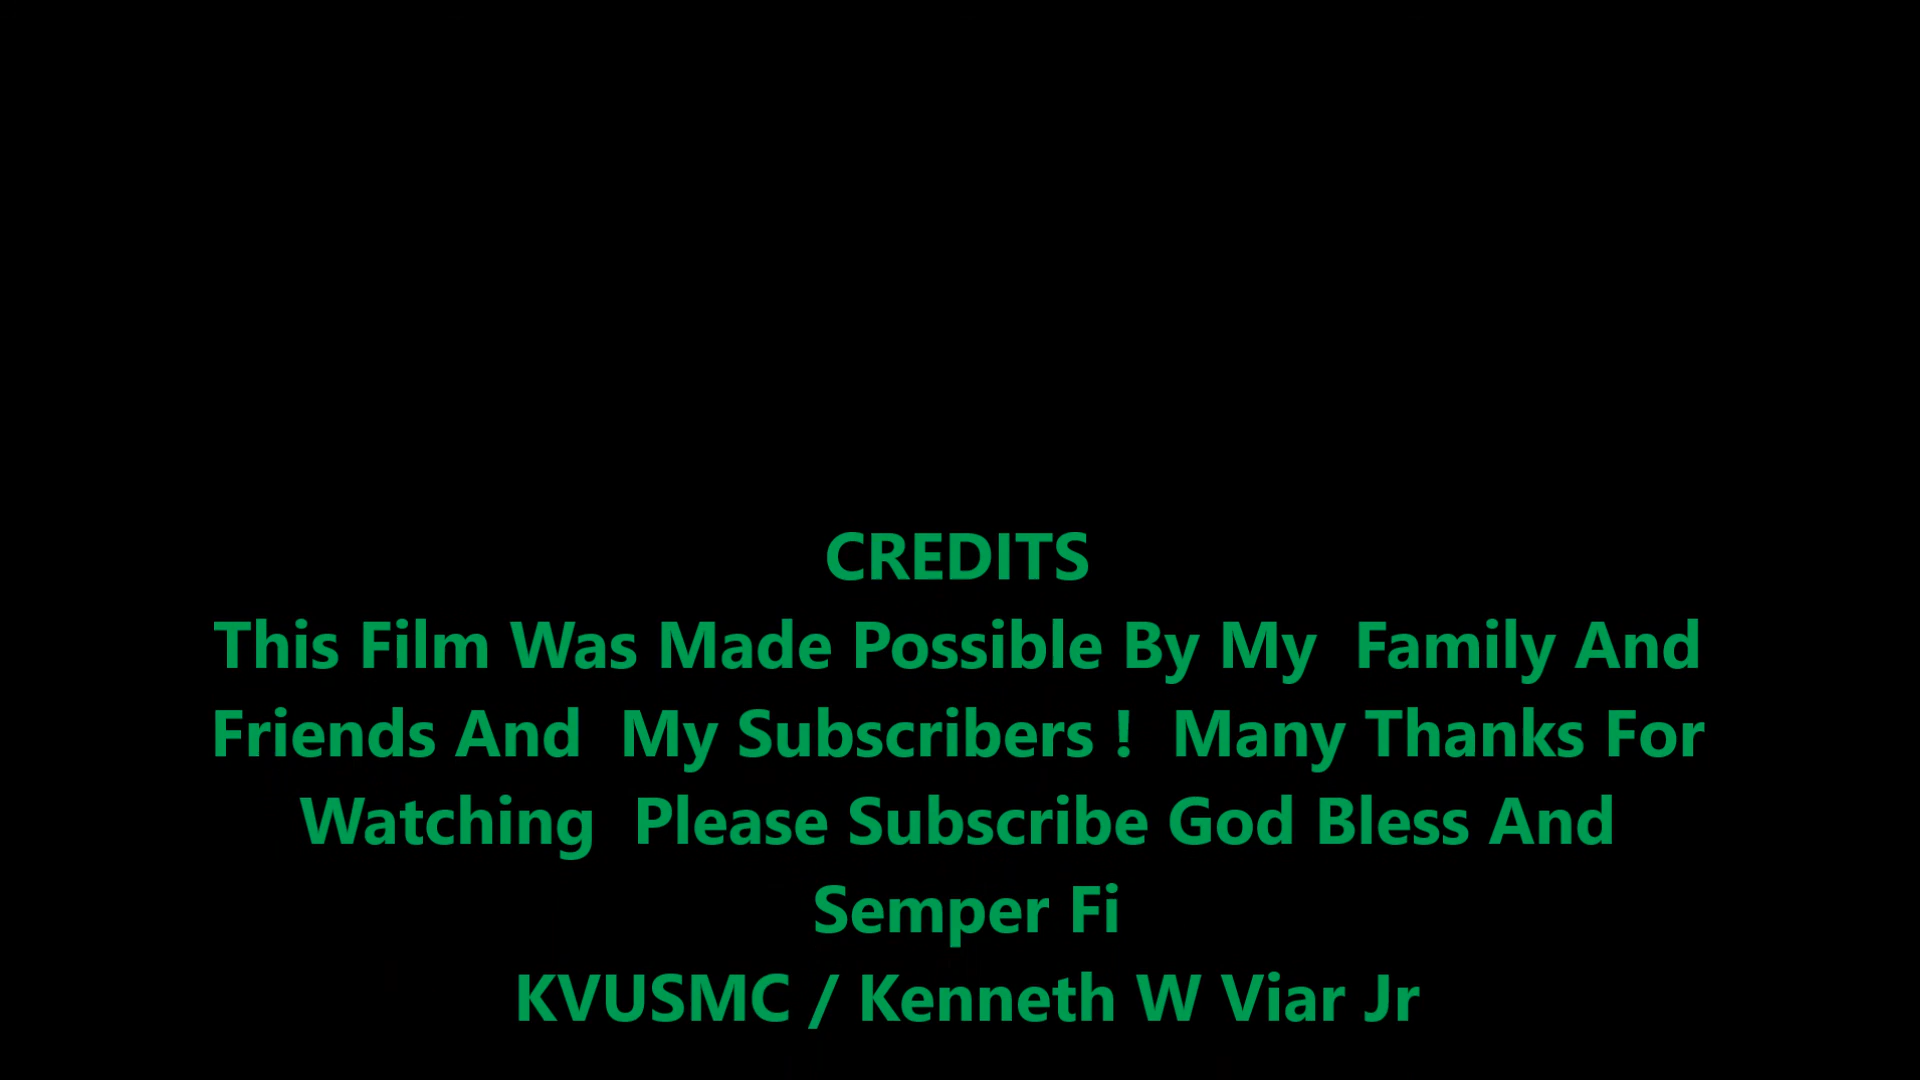 CREDITS
This Film Was Made Possible By My  Family And
Friends And  My Subscribers !  Many Thanks For
Watching  Please Subscribe God Bless And
Semper Fi
KVUSMC / Kenneth W Viar Jr